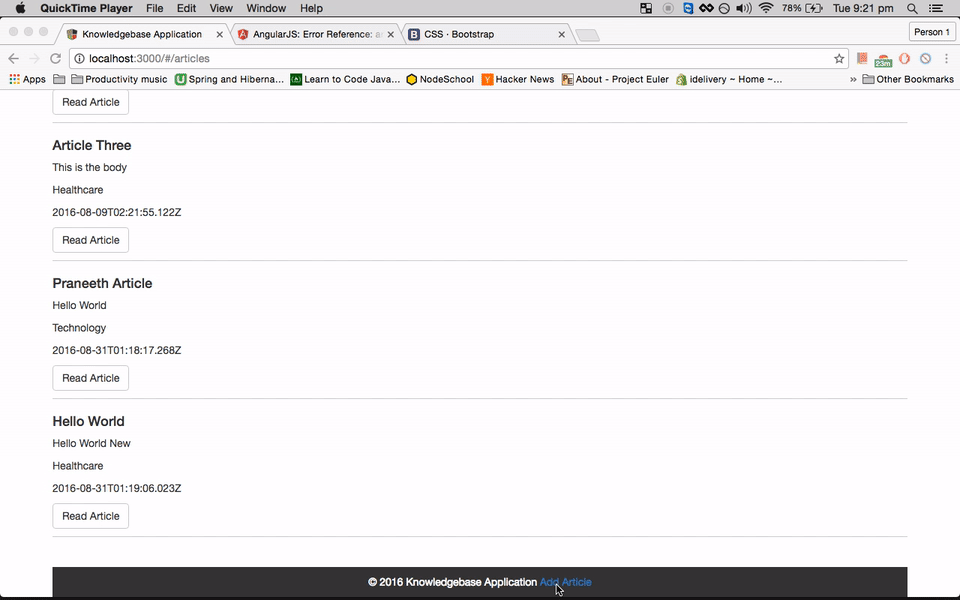 QuickTime Player File Edit View Window Help 78% Tue 9:21 pm
Knowledgebase Application AngularJS: Error Reference: CSS · Bootstrap Person 1
localhost:3000/#/articles 23m
Apps Productivity music Spring and Hiberna... Learn to Code Java... NodeSchool Hacker News About - Project Euler idelivery ~ Home ~... » Other Bookmarks
Read Article
Article Three
This is the body
Healthcare
2016-08-09T02:21:55.122Z
Read Article
Praneeth Article
Hello World
Technology
2016-08-31T01:18:17.268Z
Read Article
Hello World
Hello World New
Healthcare
2016-08-31T01:19:06.023Z
Read Article
© 2016 Knowledgebase Application Add Article